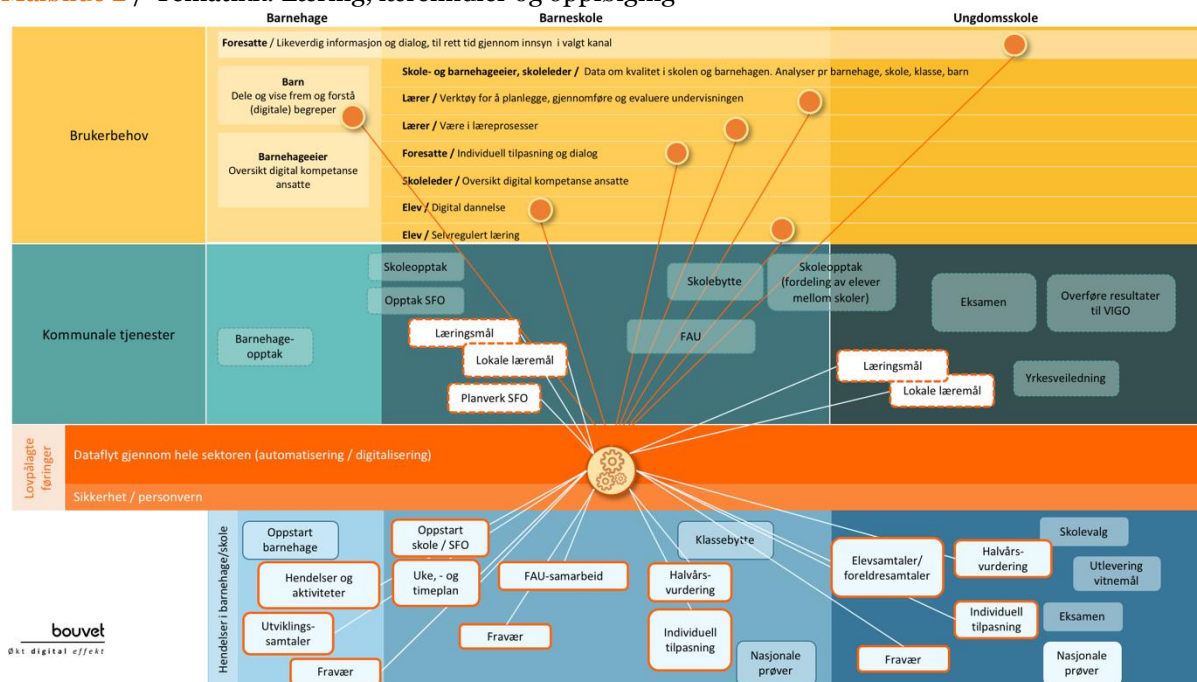 Målbilde 2 / Tematikk: Læring, læremidler og oppfølging
Barnehage
Barneskole
Ungdomsskole
Brukerbehov
Foresatte / Likeverdig informasjon og dialog, til rett tid gjennom innsyn i valgt kanal
Barn
Dele og vise frem og forstå
(digitale) begreper
Barnehageeier
Oversikt digital kompetanse
ansatte
Skole- og barnehageeier, skoleleder / Data om kvalitet i skolen og barnehagen. Analyser pr barnehage, skole, klasse, barn
Lærer / Verktøy for å planlegge, gjennomføre og evaluere undervisningen
Lærer / Være i læreprosesser
Foresatte / Individuell tilpasning og dialog
Skoleleder / Oversikt digital kompetanse ansatte
Elev / Digital dannelse
Elev / Selvregulert læring
Kommunale tjenester
Barnehage-
opptak
Skoleopptak
Opptak SFO
Læringsmål
Lokale læremål
Planverk SFO
Skolebytte
FAU
Skoleopptak
(fordeling av elever
mellom skoler)
Eksamen
Overføre resultater
til VIGO
Læringsmål
Lokale læremål
Yrkesveiledning
Lovpålagte
føringer
Dataflyt gjennom hele sektoren (automatisering / digitalisering)
Sikkerhet / personvern
Hendelser i barnehage/skole
Oppstart
barnehage
Hendelser og
aktiviteter
Utviklings-
samtaler
Fravær
Oppstart
skole / SFO
Uke, - og
timeplan
FAU-samarbeid
Fravær
Klassebytte
Halvårs-
vurdering
Individuell
tilpasning
Nasjonale
prøver
Elevsamtaler/
foreldresamtaler
Fravær
Halvårs-
vurdering
Individuell
tilpasning
Skolevalg
Utlevering
vitnemål
Eksamen
Nasjonale
prøver
bouvet
Økt digital effekt